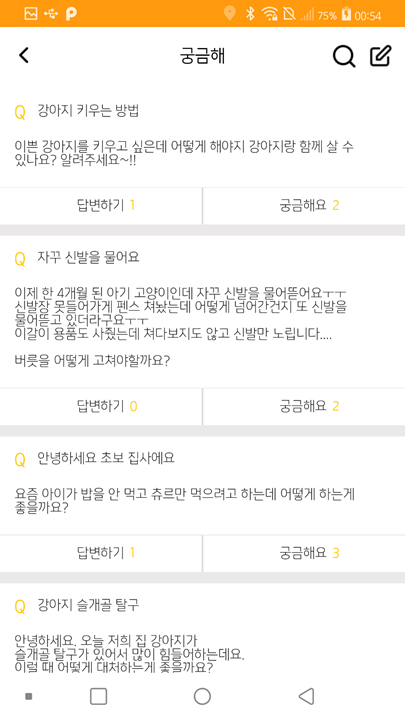 75% 00:54
궁금해
Q 강아지 키우는 방법
이쁜 강아지를 키우고 싶은데 어떻게 해야지 강아지랑 함께 살 수
있나요? 알려주세요~!!
답변하기 1 궁금해요 2
Q 자꾸 신발을 물어요
이제 한 4개월 된 아기 고양이인데 자꾸 신발을 물어뜯어요ㅜㅜ
신발장 못들어가게 펜스 쳐놨는데 어떻게 넘어간건지 또 신발을
물어뜯고 있더라구요ㅜㅜ
이갈이 용품도 사줬는데 쳐다보지도 않고 신발만 노립니다....
버릇을 어떻게 고쳐야할까요?
답변하기 0 궁금해요 2
Q 안녕하세요 초보 집사에요
요즘 아이가 밥을 안 먹고 츄르만 먹으려고 하는데 어떻게 하는게
좋을까요?
답변하기 1 궁금해요 3
Q 강아지 슬개골 탈구
안녕하세요. 오늘 저희 집 강아지가
슬개골 탈구가 있어서 많이 힘들어하는데요.
이럴 때 어떻게 대처하는게 좋을까요?